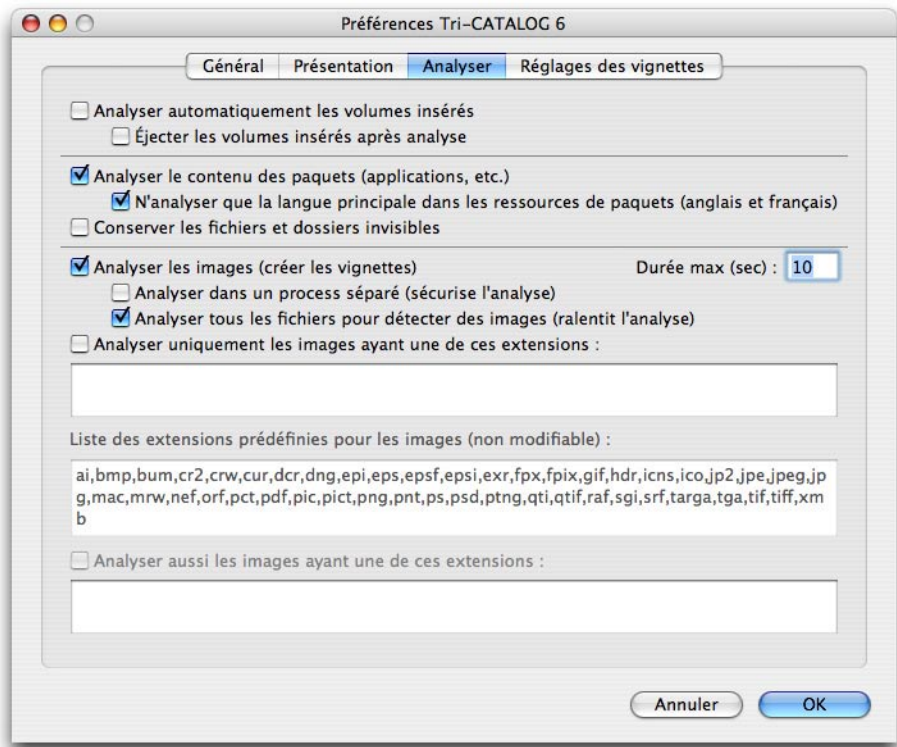 Préférences Tri-CATALOG 6
Général Présentation Analyser Réglages des vignettes
Analyser automatiquement les volumes insérés
Éjecter les volumes insérés après analyse
Analyser le contenu des paquets (applications, etc.)
N'analyser que la langue principale dans les ressources de paquets (anglais et français)
Conserver les fichiers et dossiers invisibles
Analyser les images (créer les vignettes) Durée max (sec) : 10
Analyser dans un process séparé (sécurise l'analyse)
Analyser tous les fichiers pour détecter des images (ralentit l'analyse)
Analyser uniquement les images ayant une de ces extensions :
Liste des extensions prédéfinies pour les images (non modifiable) :
ai,bmp,bum,cr2,crw,cur,dcr,dng,epi,eps,epsf,epsi,exr,fpx,fpix,gif,hdr,icns,ico,jp2,jpe,jpeg,jp
g,mac,mrw,nef,orf,pct,pdf,pic,pict,png,pnt,ps,psd,ptng,qti,qtif,raf,sgi,srf,targa,tga,tif,tiff,xm
b
Analyser aussi les images ayant une de ces extensions :
Annuler OK